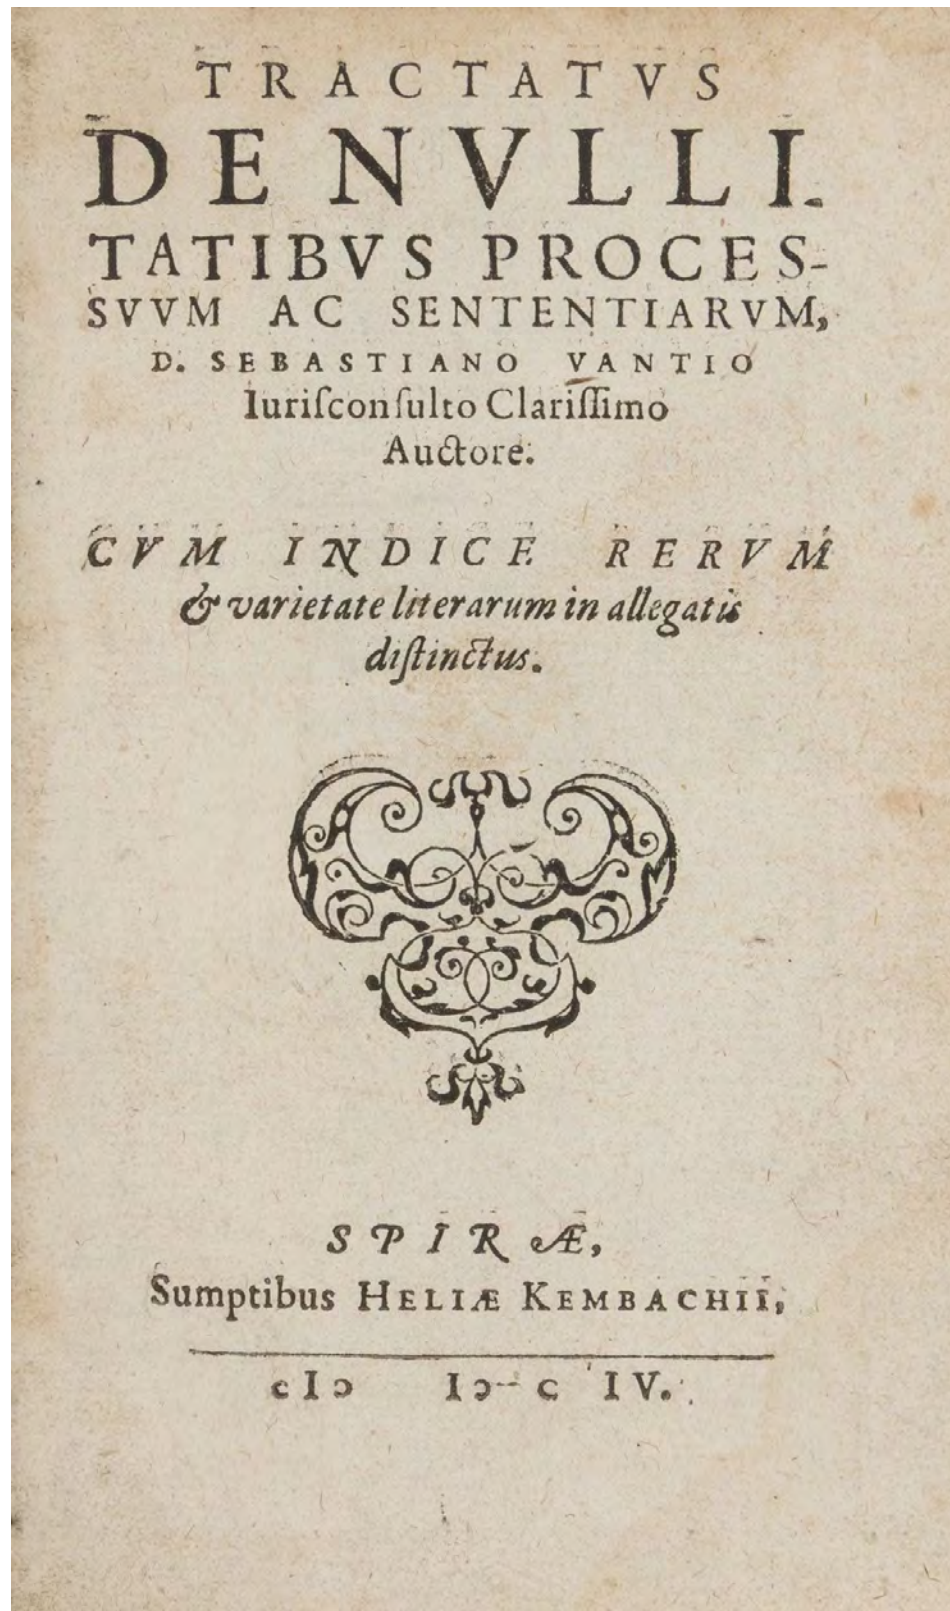 TRACTATVS
DE NVLLI.
TATIBVS PROCES-
SVVM AC SENTENTIARVM,
D. SEBASTIANO VANTIO
Iuriſconſulto Clariſſimo
Auctore.
CVM INDICE RERVM
& varietate literarum in allegatis
diſtinctus.
SPIRÆ,
Sumptibus HELIÆ KEMBACHII,
cIↄ Iↄ-c IV.